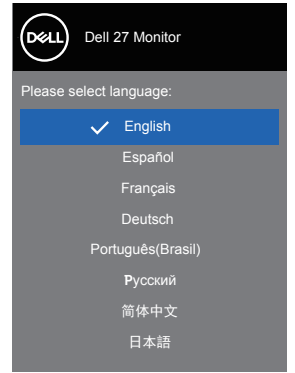 DELL
Dell 27 Monitor
Please select language:
English
Español
Français
Deutsch
Português(Brasil)
Русский
简体中文
日本語